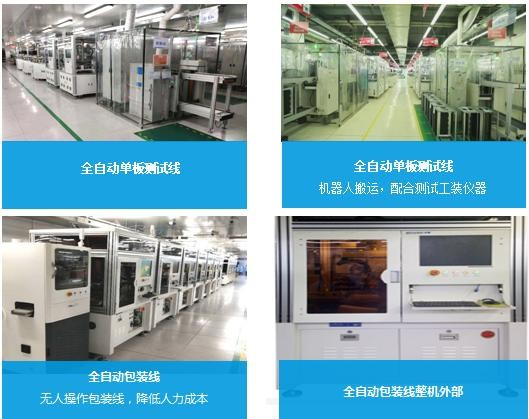 全自动单板测试线
全自动单板测试线
机器人搬运，配合测试工装仪器
全自动包装线
无人操作包装线，降低人力成本
全自动包装线整机外部